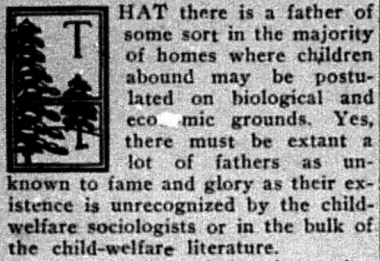 THAT there is a father of
some sort in the majority
of homes where children
abound may be postu-
lated on biological and
eco mic grounds. Yes,
there must be extant a
lot of fathers as un-
known to fame and glory as their ex-
istence is unrecognized by the child-
welfare sociologists or in the bulk of
the child-welfare literature.